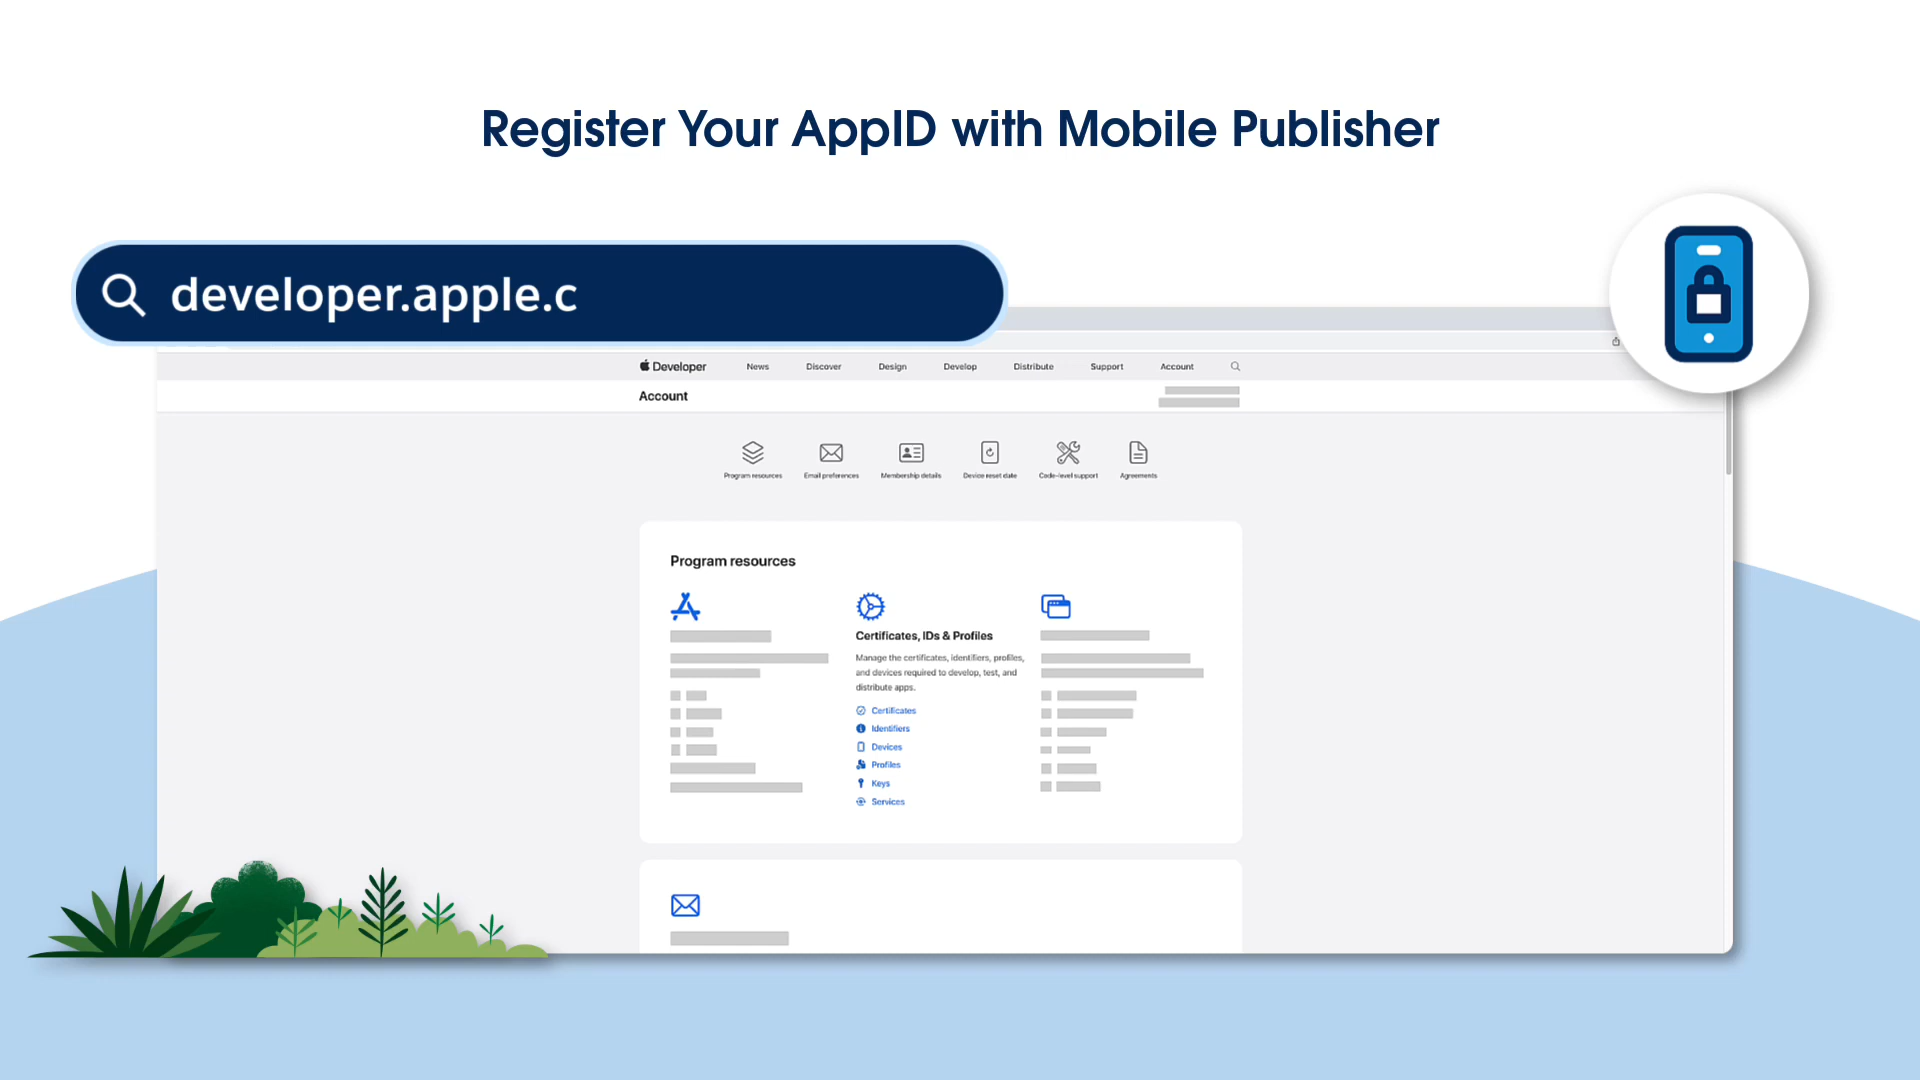 Register Your AppID with Mobile Publisher
developer.apple.c
Developer News Discover Design Develop Distribute Support Account
Account
Program resources Email preferences Membership details Device reset date Code-level support Agreements
Program resources
Certificates, IDs & Profiles
Manage the certificates, identifiers, profiles,
and devices required to develop, test, and
distribute apps.
Certificates
Identifiers
Devices
Profiles
Keys
Services